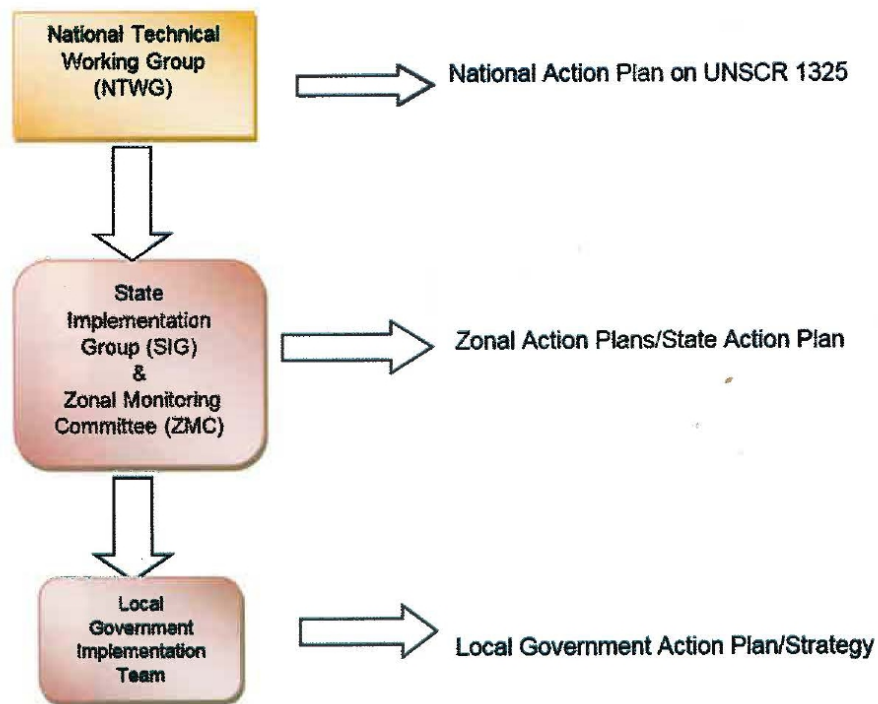 National Technical
Working Group
(NTWG)
National Action Plan on UNSCR 1325
State
Implementation
Group (SIG)
&
Zonal Monitoring
Committee (ZMC)
Zonal Action Plans/State Action Plan
Local
Government
Implementation
Team
Local Government Action Plan/Strategy